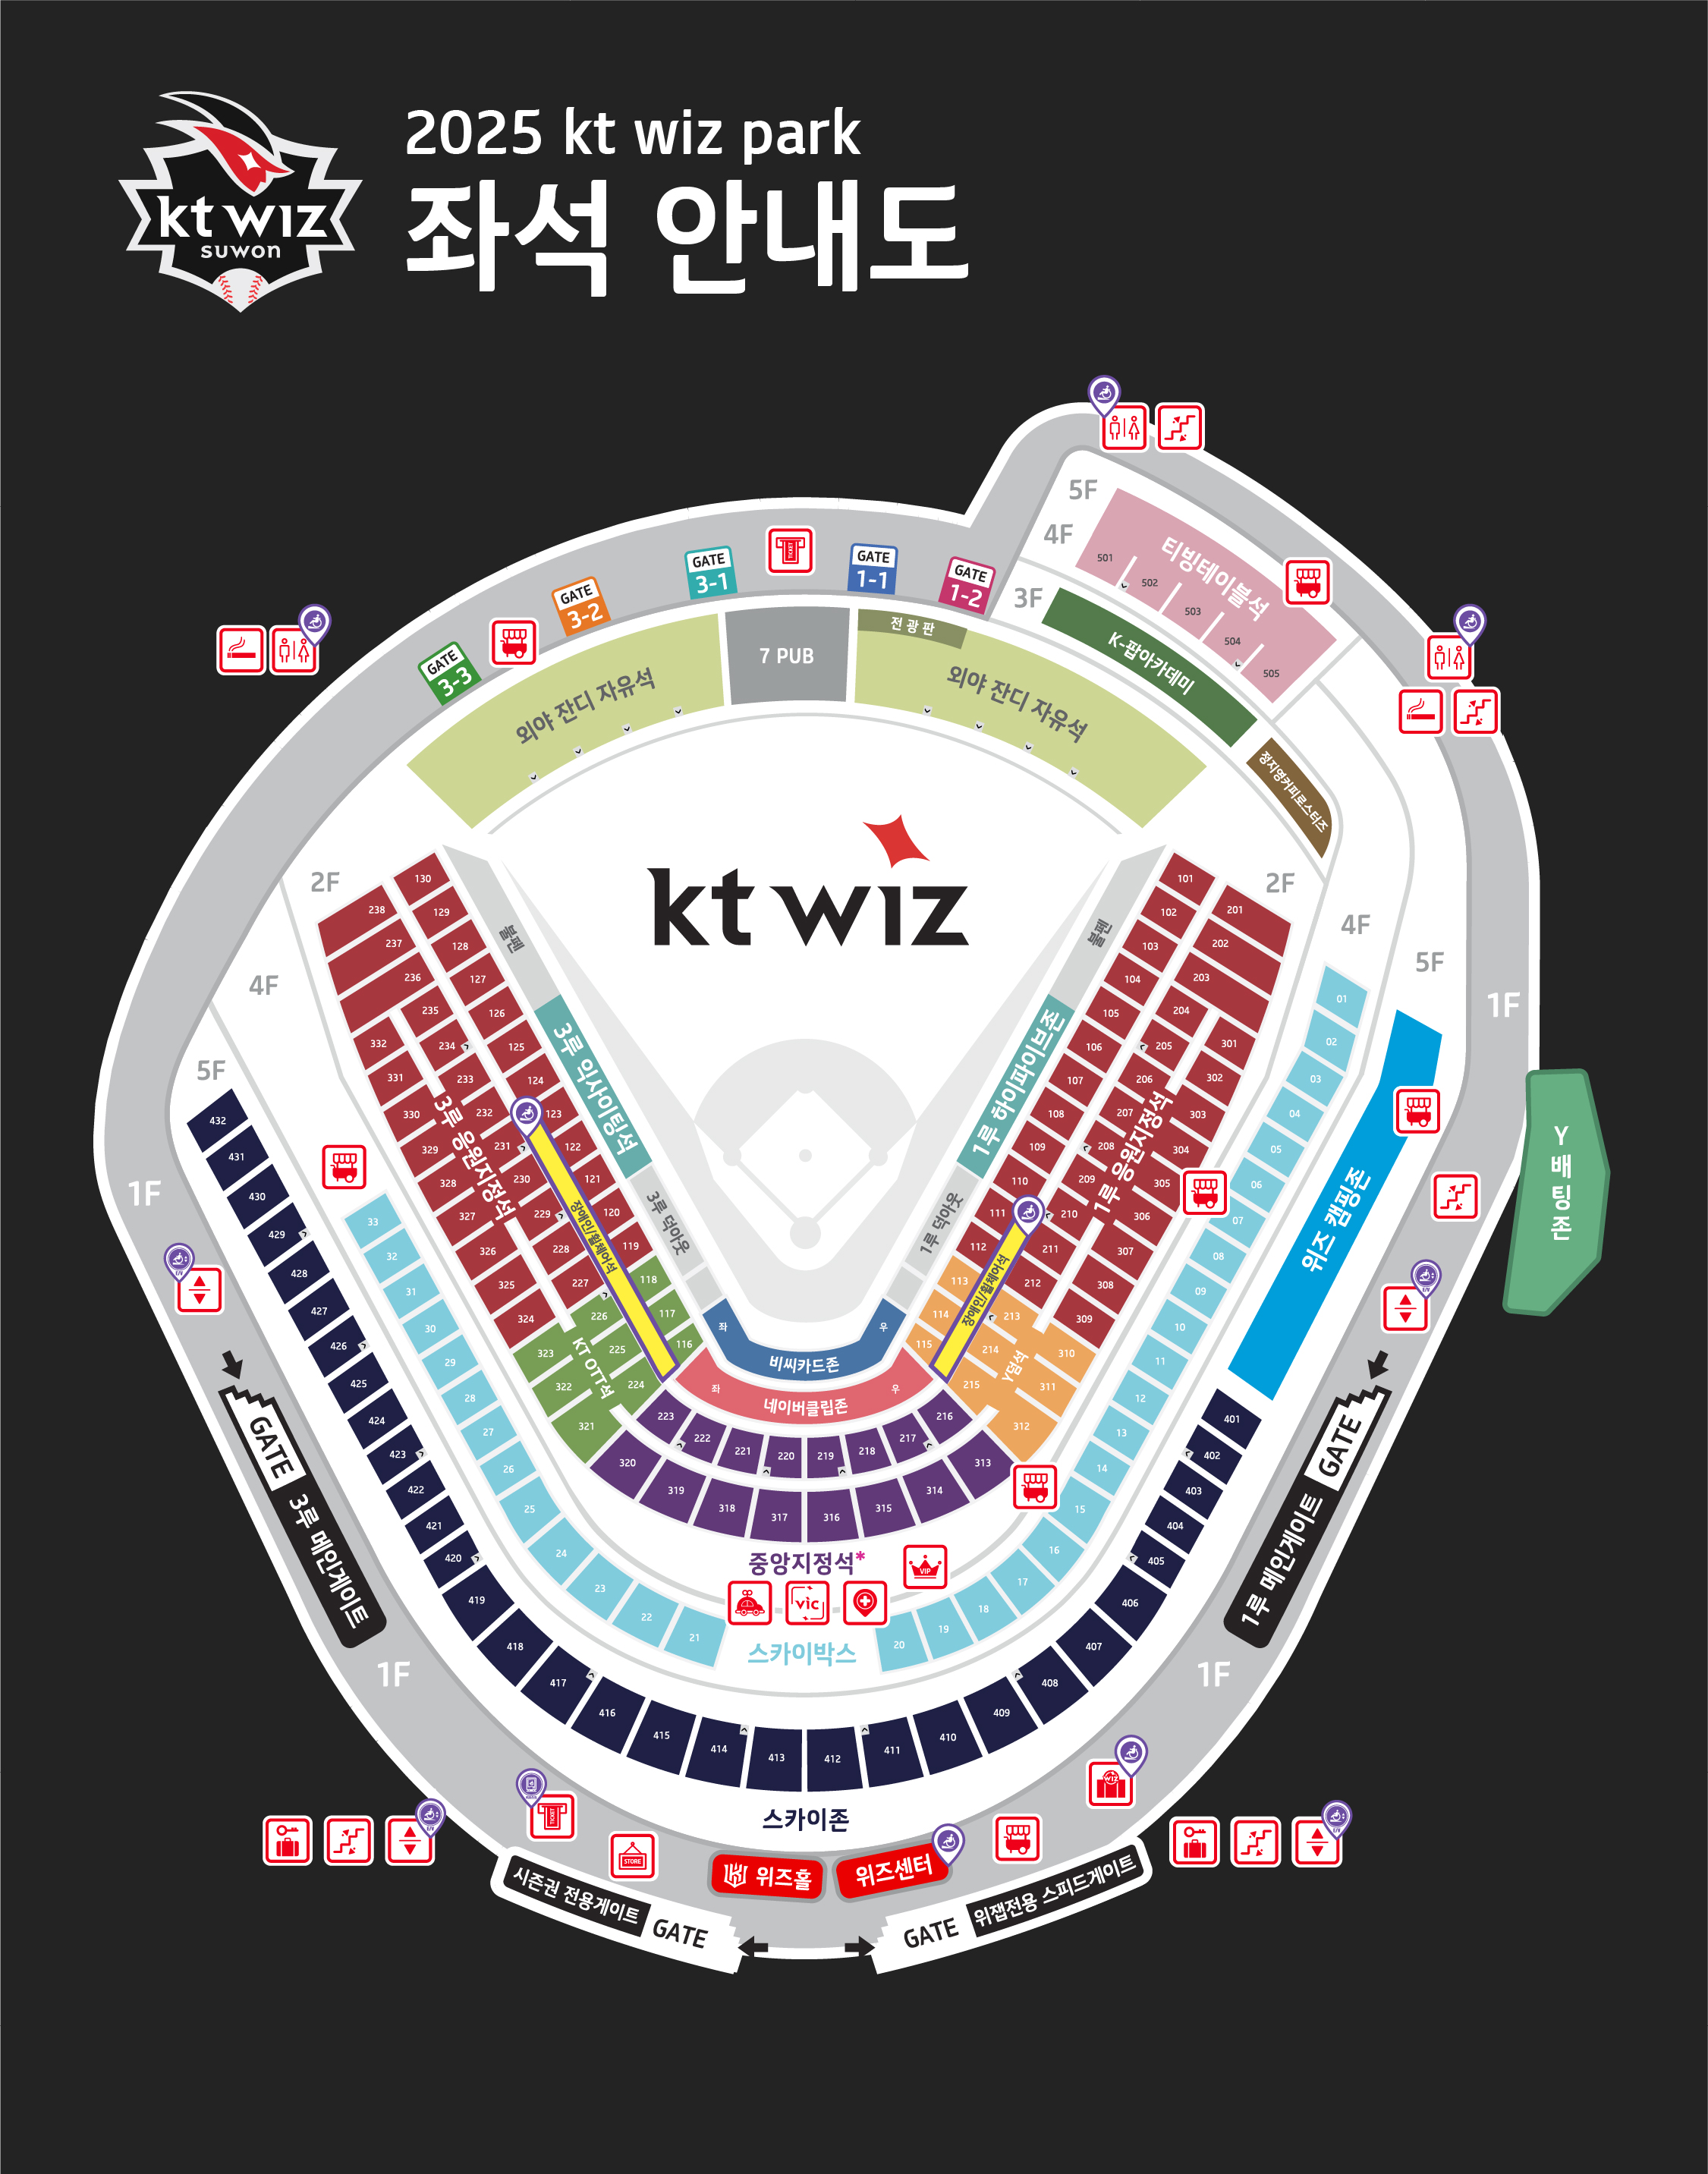 2025 kt wiz park
좌석 안내도
kt wiz
suwon
5F
4F
3F
티빙테이블석
501
502
503
504
505
K-팝아카데미
정지영커피로스터즈
GATE
3-3
GATE
3-2
GATE
3-1
TICKET
GATE
1-1
GATE
1-2
외야 잔디 자유석
7 PUB
전광판
외야 잔디 자유석
kt wiz
2F
4F
5F
1F
2F
4F
5F
1F
불펜
3루 익사이팅석
3루 덕아웃
불펜
1루 하이파이브존
1루 덕아웃
130
129
128
127
126
125
124
123
122
121
120
119
118
117
116
238
237
236
235
234
233
232
231
230
229
228
227
226
225
224
332
331
330
329
328
327
326
325
324
323
322
321
3루 응원지정석
장애인/휠체어석
KT OTT석
101
102
103
104
105
106
107
108
109
110
111
112
113
114
115
201
202
203
204
205
206
207
208
209
210
211
212
213
214
215
301
302
303
304
305
306
307
308
309
310
311
312
1루 응원지정석
장애인/휠체어석
Y덤석
좌
우
비씨카드존
좌
우
네이버클립존
223
222
221
220
219
218
217
216
320
319
318
317
316
315
314
313
중앙지정석*
VIP
vic
스카이박스
01
02
03
04
05
06
07
08
09
10
11
12
13
14
15
16
17
18
19
20
21
22
23
24
25
26
27
28
29
30
31
32
33
위즈 캠핑존
Y
배
팅
존
432
431
430
429
428
427
426
425
424
423
422
421
420
419
418
417
416
415
414
413
412
411
410
409
408
407
406
405
404
403
402
401
스카이존
GATE
3루 메인게이트
GATE
1루 메인게이트
1F
1F
TICKET
STORE
WIZ
위즈홀
위즈센터
시즌권 전용게이트
GATE
GATE
위잽전용 스피드게이트